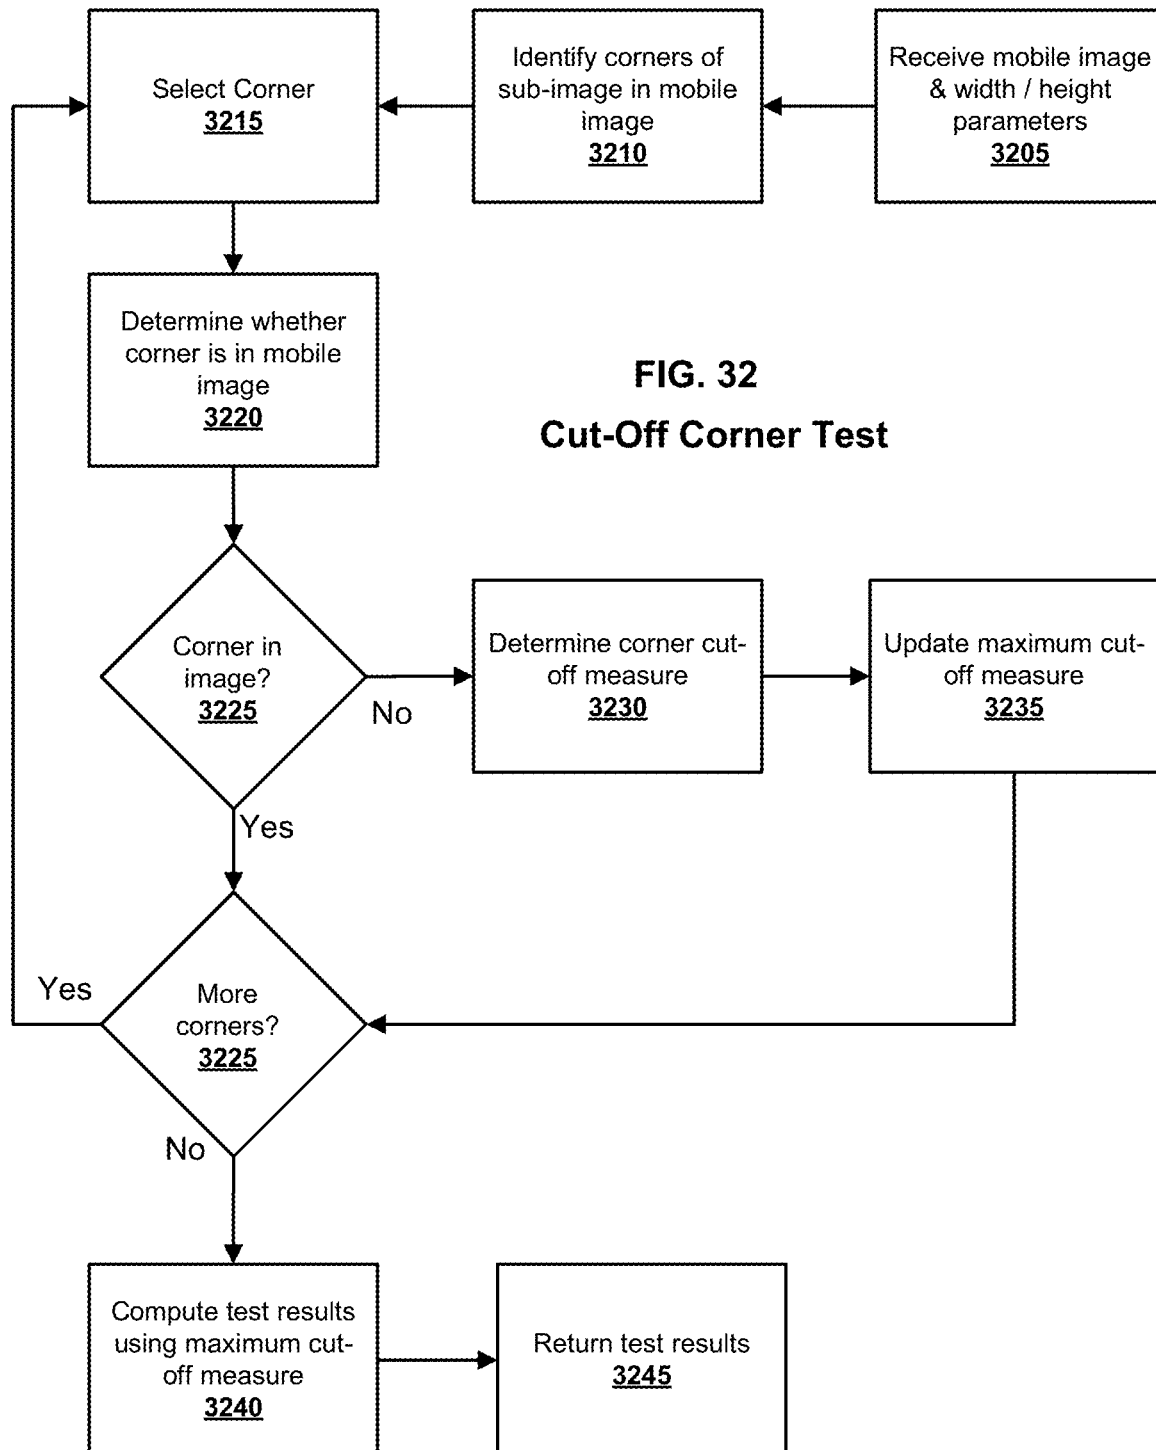 Receive mobile image
& width / height
parameters
3205
Identify corners of
sub-image in mobile
image
3210
Select Corner
3215
Determine whether
corner is in mobile
image
3220
FIG. 32
Cut-Off Corner Test
Corner in
image?
3225
No
Yes
Determine corner cut-
off measure
3230
Update maximum cut-
off measure
3235
More
corners?
3225
Yes
No
Compute test results
using maximum cut-
off measure
3240
Return test results
3245